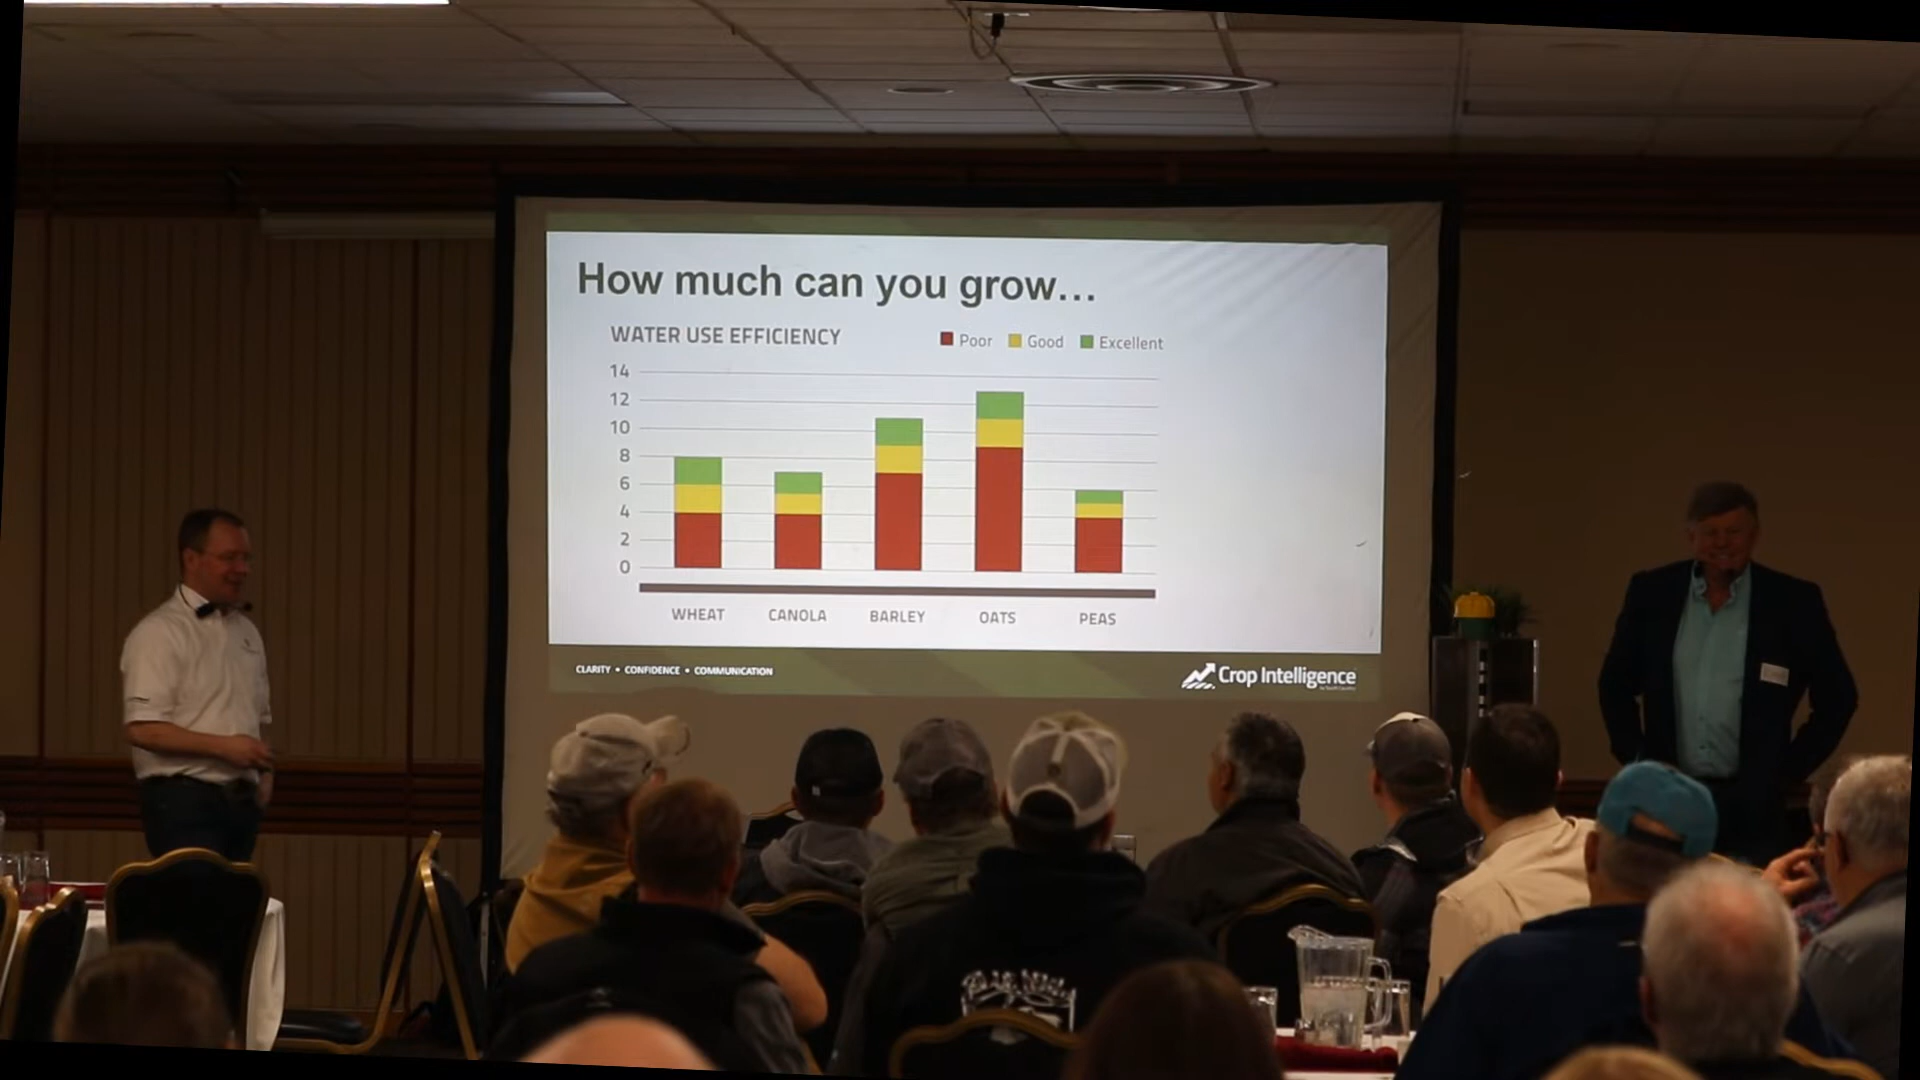 How much can you grow…
WATER USE EFFICIENCY
Poor Good Excellent
14
12
10
8
6
4
2
0
WHEAT CANOLA BARLEY OATS PEAS
CLARITY • CONFIDENCE • COMMUNICATION
Crop Intelligence